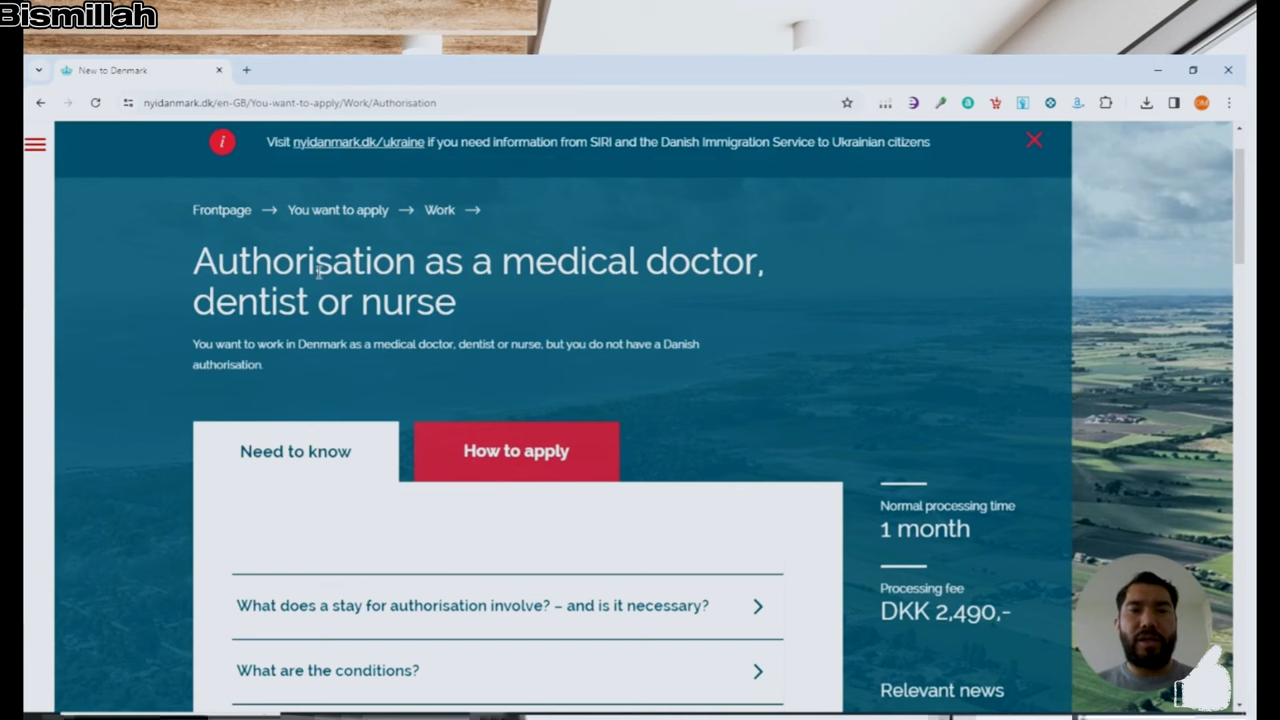 Bismillah
New to Denmark
nyidanmark.dk/en-GB/You-want-to-apply/Work/Authorisation
Visit nyidanmark.dk/ukraine if you need information from SIRI and the Danish Immigration Service to Ukrainian citizens
Frontpage → You want to apply → Work →
Authorisation as a medical doctor,
dentist or nurse
You want to work in Denmark as a medical doctor, dentist or nurse, but you do not have a Danish
authorisation.
Need to know
How to apply
What does a stay for authorisation involve? – and is it necessary?
What are the conditions?
Normal processing time
1 month
Processing fee
DKK 2,490,-
Relevant news